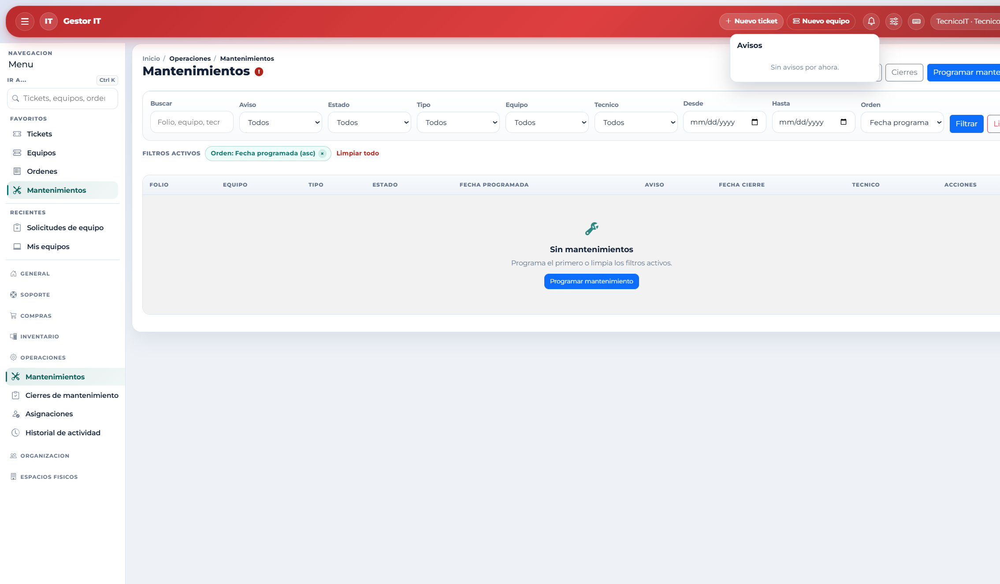 IT Gestor IT
Nuevo ticket
Nuevo equipo
TecnicoIT · Tecnico
Avisos
Sin avisos por ahora.
NAVEGACION
Menu
IR A...
Ctrl K
Tickets, equipos, order
FAVORITOS
Tickets
Equipos
Ordenes
Mantenimientos
RECIENTES
Solicitudes de equipo
Mis equipos
GENERAL
SOPORTE
COMPRAS
INVENTARIO
OPERACIONES
Mantenimientos
Cierres de mantenimiento
Asignaciones
Historial de actividad
ORGANIZACION
ESPACIOS FISICOS
Inicio / Operaciones / Mantenimientos
Mantenimientos !
Cierres
Programar mante
Buscar
Folio, equipo, tecr
Aviso
Todos
Estado
Todos
Tipo
Todos
Equipo
Todos
Tecnico
Todos
Desde
mm/dd/yyyy
Hasta
mm/dd/yyyy
Orden
Fecha programa
Filtrar
Li
FILTROS ACTIVOS
Orden: Fecha programada (asc) ×
Limpiar todo
FOLIO EQUIPO TIPO ESTADO FECHA PROGRAMADA AVISO FECHA CIERRE TECNICO ACCIONES
Sin mantenimientos
Programa el primero o limpia los filtros activos.
Programar mantenimiento